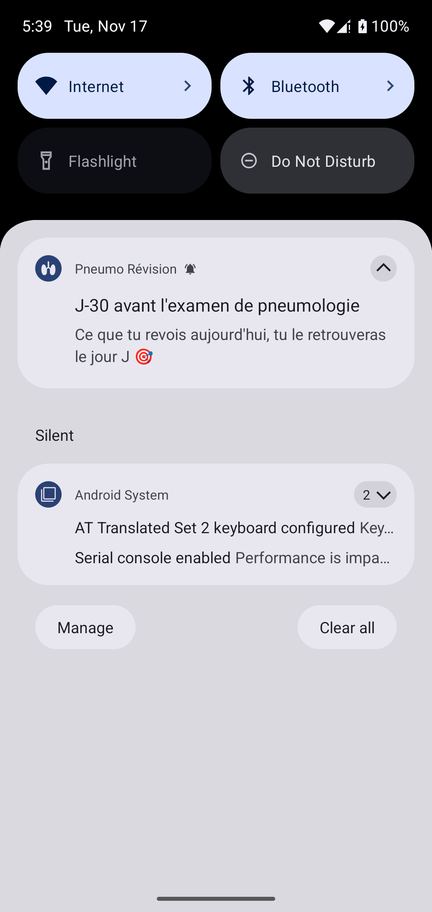 5:39 Tue, Nov 17 100%
Internet
Bluetooth
Flashlight
Do Not Disturb
Pneumo Révision
J-30 avant l'examen de pneumologie
Ce que tu revois aujourd'hui, tu le retrouveras
le jour J 🎯
Silent
Android System 2
AT Translated Set 2 keyboard configured Key…
Serial console enabled Performance is impa…
Manage
Clear all